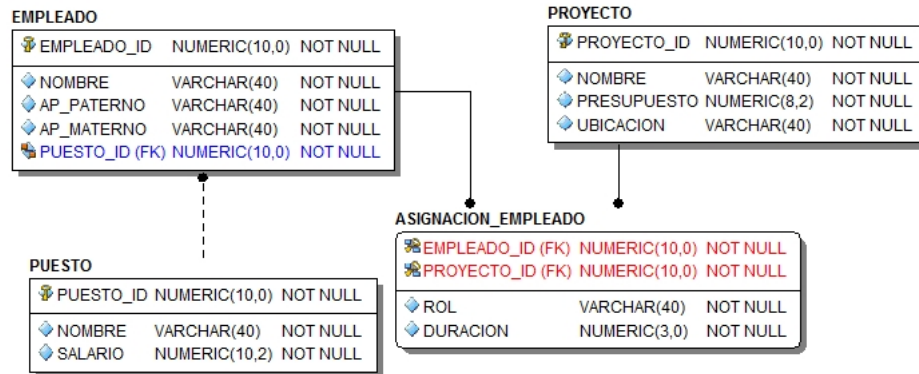 EMPLEADO
EMPLEADO_ID NUMERIC(10,0) NOT NULL
NOMBRE VARCHAR(40) NOT NULL
AP_PATERNO VARCHAR(40) NOT NULL
AP_MATERNO VARCHAR(40) NOT NULL
PUESTO_ID (FK) NUMERIC(10,0) NOT NULL
PROYECTO
PROYECTO_ID NUMERIC(10,0) NOT NULL
NOMBRE VARCHAR(40) NOT NULL
PRESUPUESTO NUMERIC(8,2) NOT NULL
UBICACION VARCHAR(40) NOT NULL
PUESTO
PUESTO_ID NUMERIC(10,0) NOT NULL
NOMBRE VARCHAR(40) NOT NULL
SALARIO NUMERIC(10,2) NOT NULL
ASIGNACION_EMPLEADO
EMPLEADO_ID (FK) NUMERIC(10,0) NOT NULL
PROYECTO_ID (FK) NUMERIC(10,0) NOT NULL
ROL VARCHAR(40) NOT NULL
DURACION NUMERIC(3,0) NOT NULL